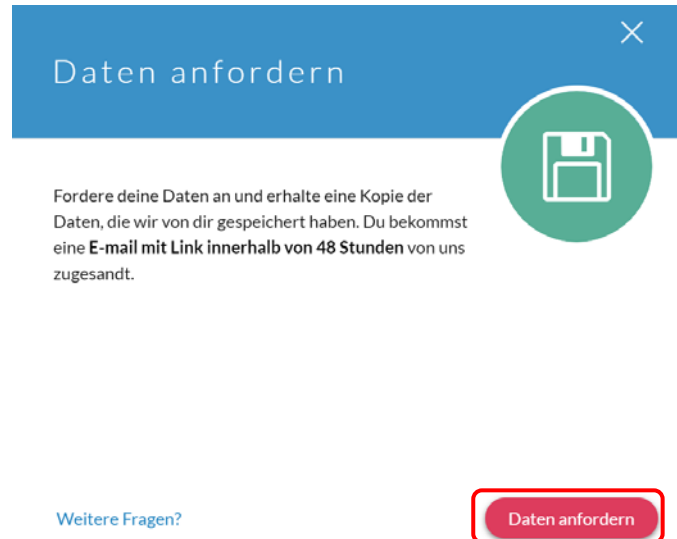 Daten anfordern
Fordere deine Daten an und erhalte eine Kopie der
Daten, die wir von dir gespeichert haben. Du bekommst
eine E-mail mit Link innerhalb von 48 Stunden von uns
zugesandt.
Weitere Fragen?
Daten anfordern